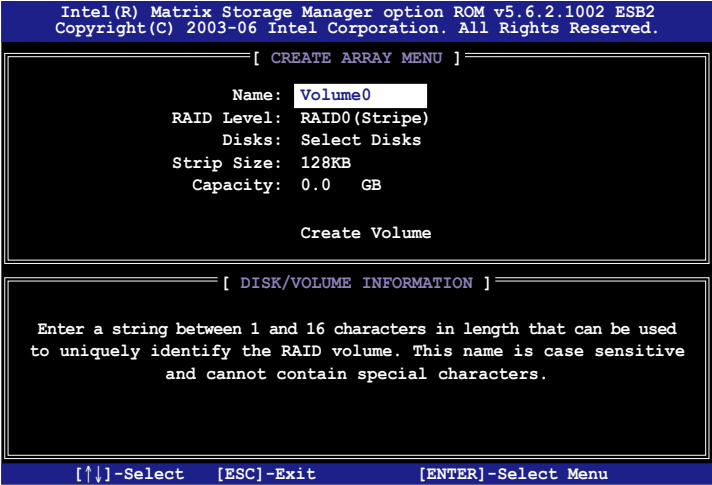 Intel(R) Matrix Storage Manager option ROM v5.6.2.1002 ESB2
Copyright(C) 2003-06 Intel Corporation. All Rights Reserved.
[ CREATE ARRAY MENU ]
Name: Volume0
RAID Level: RAID0(Stripe)
Disks: Select Disks
Strip Size: 128KB
Capacity: 0.0 GB
Create Volume
[ DISK/VOLUME INFORMATION ]
Enter a string between 1 and 16 characters in length that can be used
to uniquely identify the RAID volume. This name is case sensitive
and cannot contain special characters.
[↑↓]-Select [ESC]-Exit [ENTER]-Select Menu